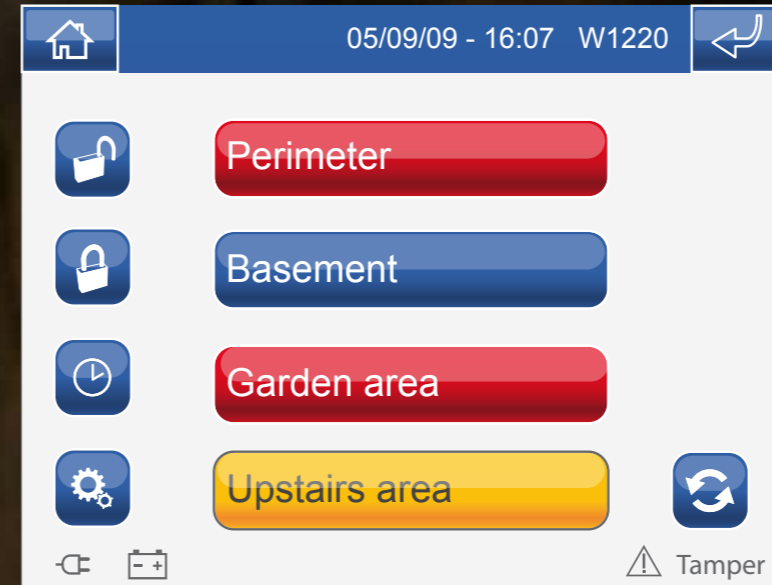 05/09/09 - 16:07 W1220
Perimeter
Basement
Garden area
Upstairs area
Tamper